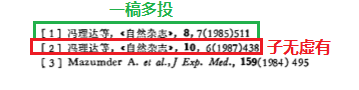 一稿多投
[1] 冯理达等,《自然杂志》, 8, 7(1985)511
[2] 冯理达等,《自然杂志》, 10, 6(1987)438 子无虚有
[3] Mazumder A. et al., J Exp. Med., 159(1984) 495